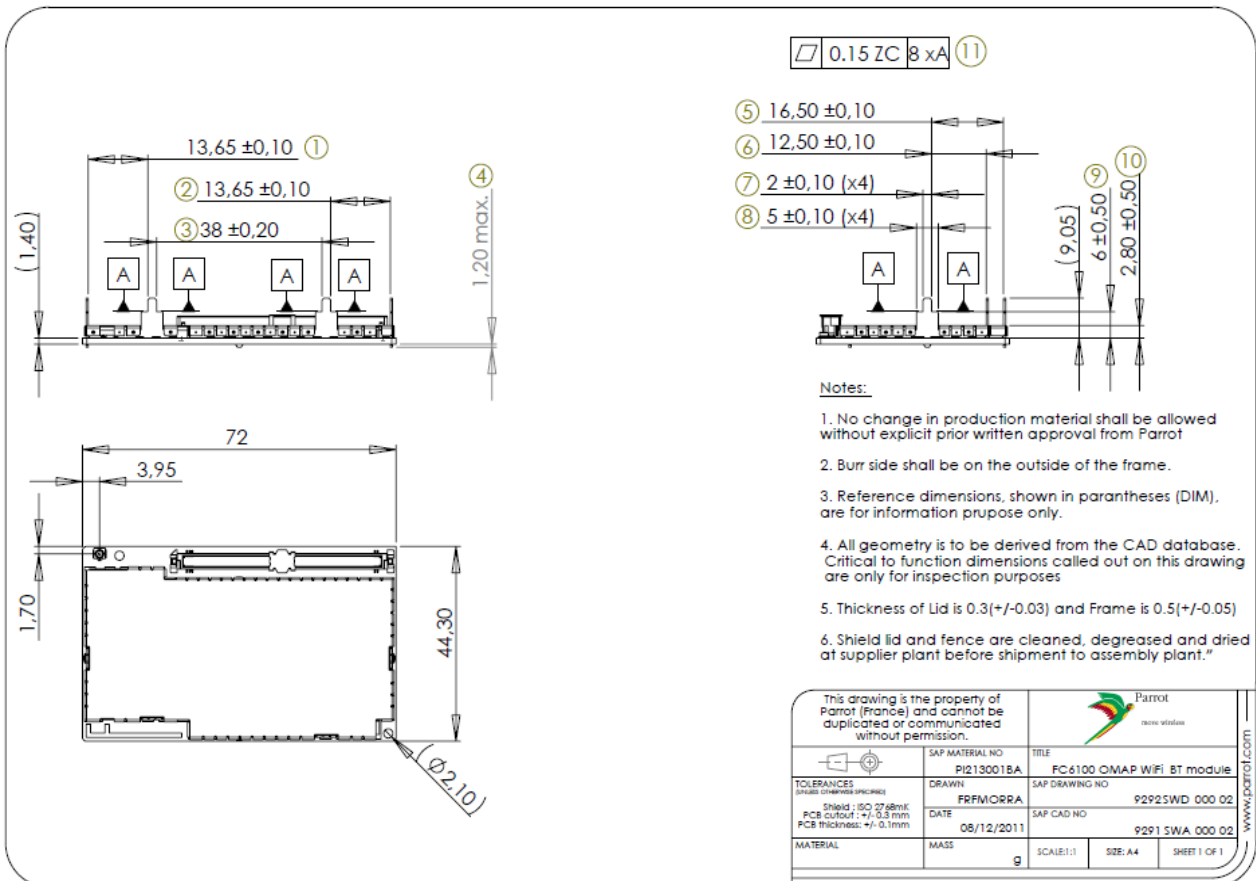 ▱ 0.15 ZC 8 xA 11
13,65 ±0,10 1
2 13,65 ±0,10
3 38 ±0,20
4
1,20 max.
(1,40)
A
A
A
A
5 16,50 ±0,10
6 12,50 ±0,10
7 2 ±0,10 (x4)
8 5 ±0,10 (x4)
A
A
(9,05)
6 ±0,50 9
2,80 ±0,50 10
72
3,95
1,70
44,30
(Ø2,10)
Notes:
1. No change in production material shall be allowed
without explicit prior written approval from Parrot
2. Burr side shall be on the outside of the frame.
3. Reference dimensions, shown in parantheses (DIM),
are for information prupose only.
4. All geometry is to be derived from the CAD database.
Critical to function dimensions called out on this drawing
are only for inspection purposes
5. Thickness of Lid is 0.3(+/-0.03) and Frame is 0.5(+/-0.05)
6. Shield lid and fence are cleaned, degreased and dried
at supplier plant before shipment to assembly plant."
This drawing is the property of
Parrot (France) and cannot be
duplicated or communicated
without permission.
Parrot
move wireless
SAP MATERIAL NO
PI213001BA
TITLE
FC6100 OMAP WiFi BT module
TOLERANCES
(UNLESS OTHERWISE SPECIFIED)
Shield : ISO 2768mK
PCB cutout : +/- 0.3 mm
PCB thickness: +/- 0.1mm
DRAWN
FRFMORRA
SAP DRAWING NO
9292SWD 000 02
DATE
08/12/2011
SAP CAD NO
9291 SWA 000 02
MATERIAL
MASS
g
SCALE:1:1
SIZE: A4
SHEET 1 OF 1
www.parrot.com